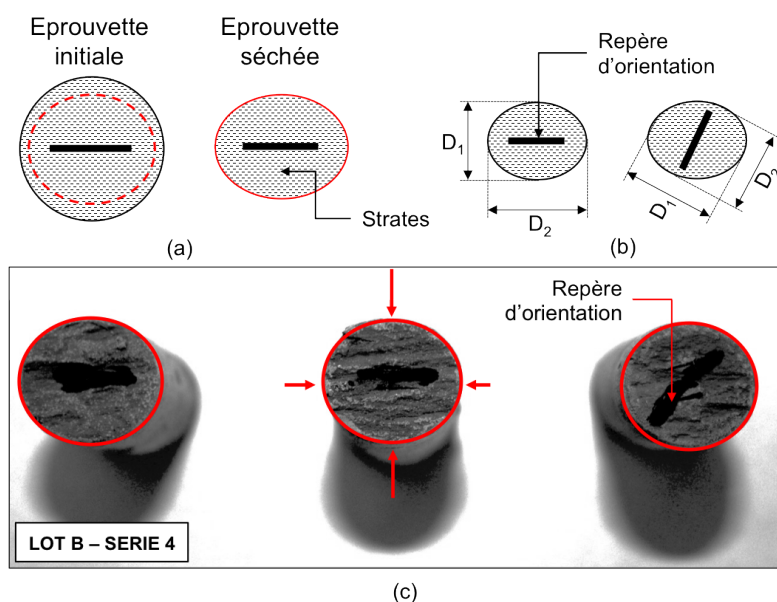 Eprouvette
initiale
Eprouvette
séchée
Strates
(a)
Repère
d’orientation
D1
D2
D1
D2
(b)
Repère
d’orientation
LOT B – SERIE 4
(c)